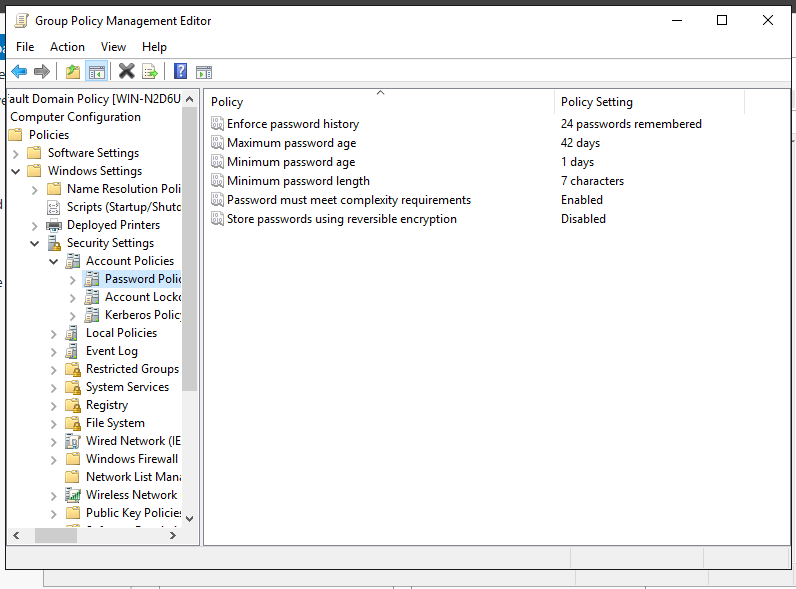 Group Policy Management Editor
File Action View Help
fault Domain Policy [WIN-N2D6U
Computer Configuration
Policies
Software Settings
Windows Settings
Name Resolution Poli
Scripts (Startup/Shutd
Deployed Printers
Security Settings
Account Policies
Password Polic
Account Locko
Kerberos Policy
Local Policies
Event Log
Restricted Groups
System Services
Registry
File System
Wired Network (IE
Windows Firewall
Network List Mana
Wireless Network
Public Key Policies
Policy Policy Setting
Enforce password history 24 passwords remembered
Maximum password age 42 days
Minimum password age 1 days
Minimum password length 7 characters
Password must meet complexity requirements Enabled
Store passwords using reversible encryption Disabled